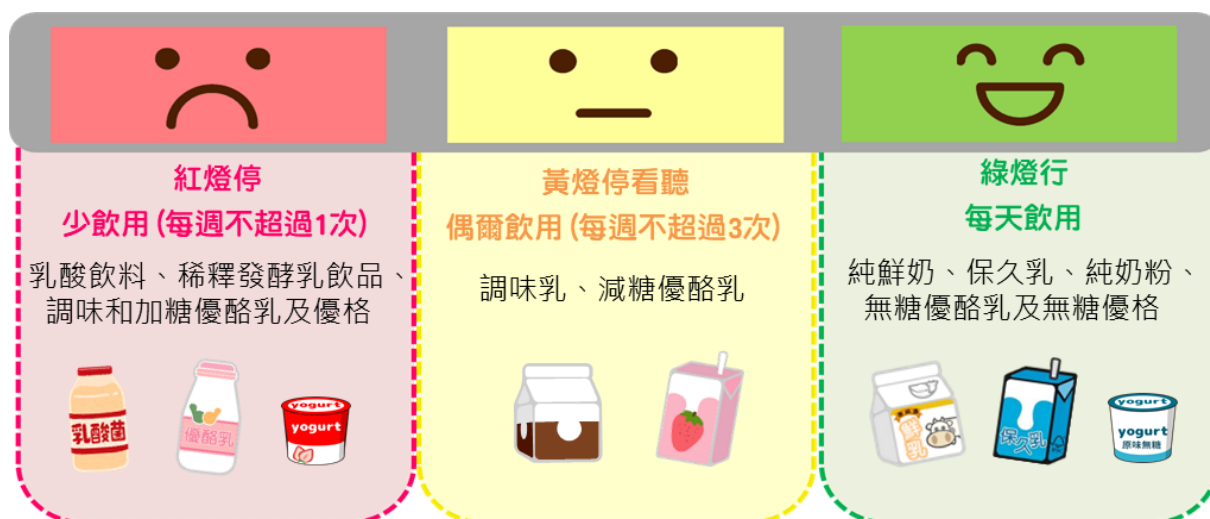 紅燈停
少飲用(每週不超過1次)
乳酸飲料、稀釋發酵乳飲品、
調味和加糖優酪乳及優格
乳酸菌
優酪乳
yogurt
yogurt
黃燈停看聽
偶爾飲用(每週不超過3次)
調味乳、減糖優酪乳
綠燈行
每天飲用
純鮮奶、保久乳、純奶粉、
無糖優酪乳及無糖優格
鮮乳
保久乳
yogurt
yogurt
原味無糖